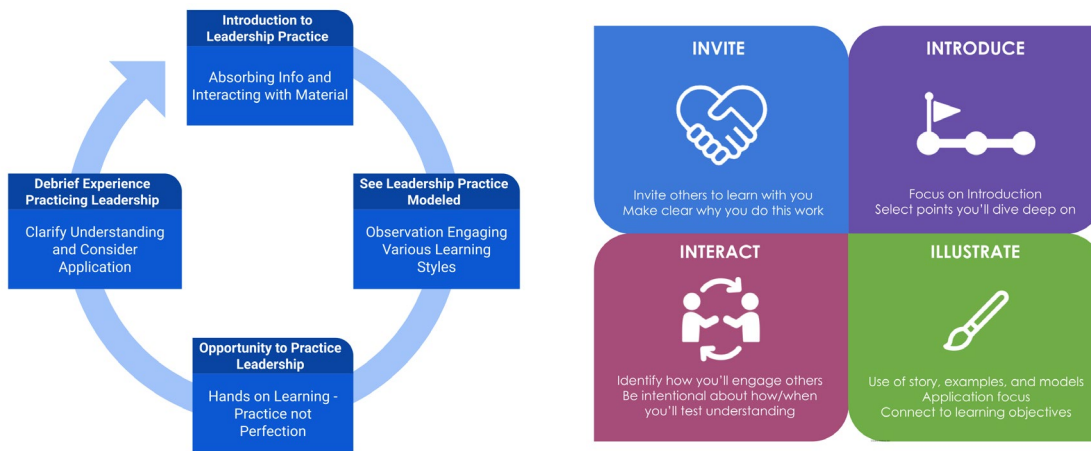 Introduction to
Leadership Practice
Absorbing Info and
Interacting with Material
See Leadership Practice
Modeled
Observation Engaging
Various Learning
Styles
Opportunity to Practice
Leadership
Hands on Learning -
Practice not
Perfection
Debrief Experience
Practicing Leadership
Clarify Understanding
and Consider
Application
INVITE
Invite others to learn with you
Make clear why you do this work
INTRODUCE
Focus on Introduction
Select points you'll dive deep on
INTERACT
Identify how you'll engage others
Be intentional about how/when
you'll test understanding
ILLUSTRATE
Use of story, examples, and models
Application focus
Connect to learning objectives